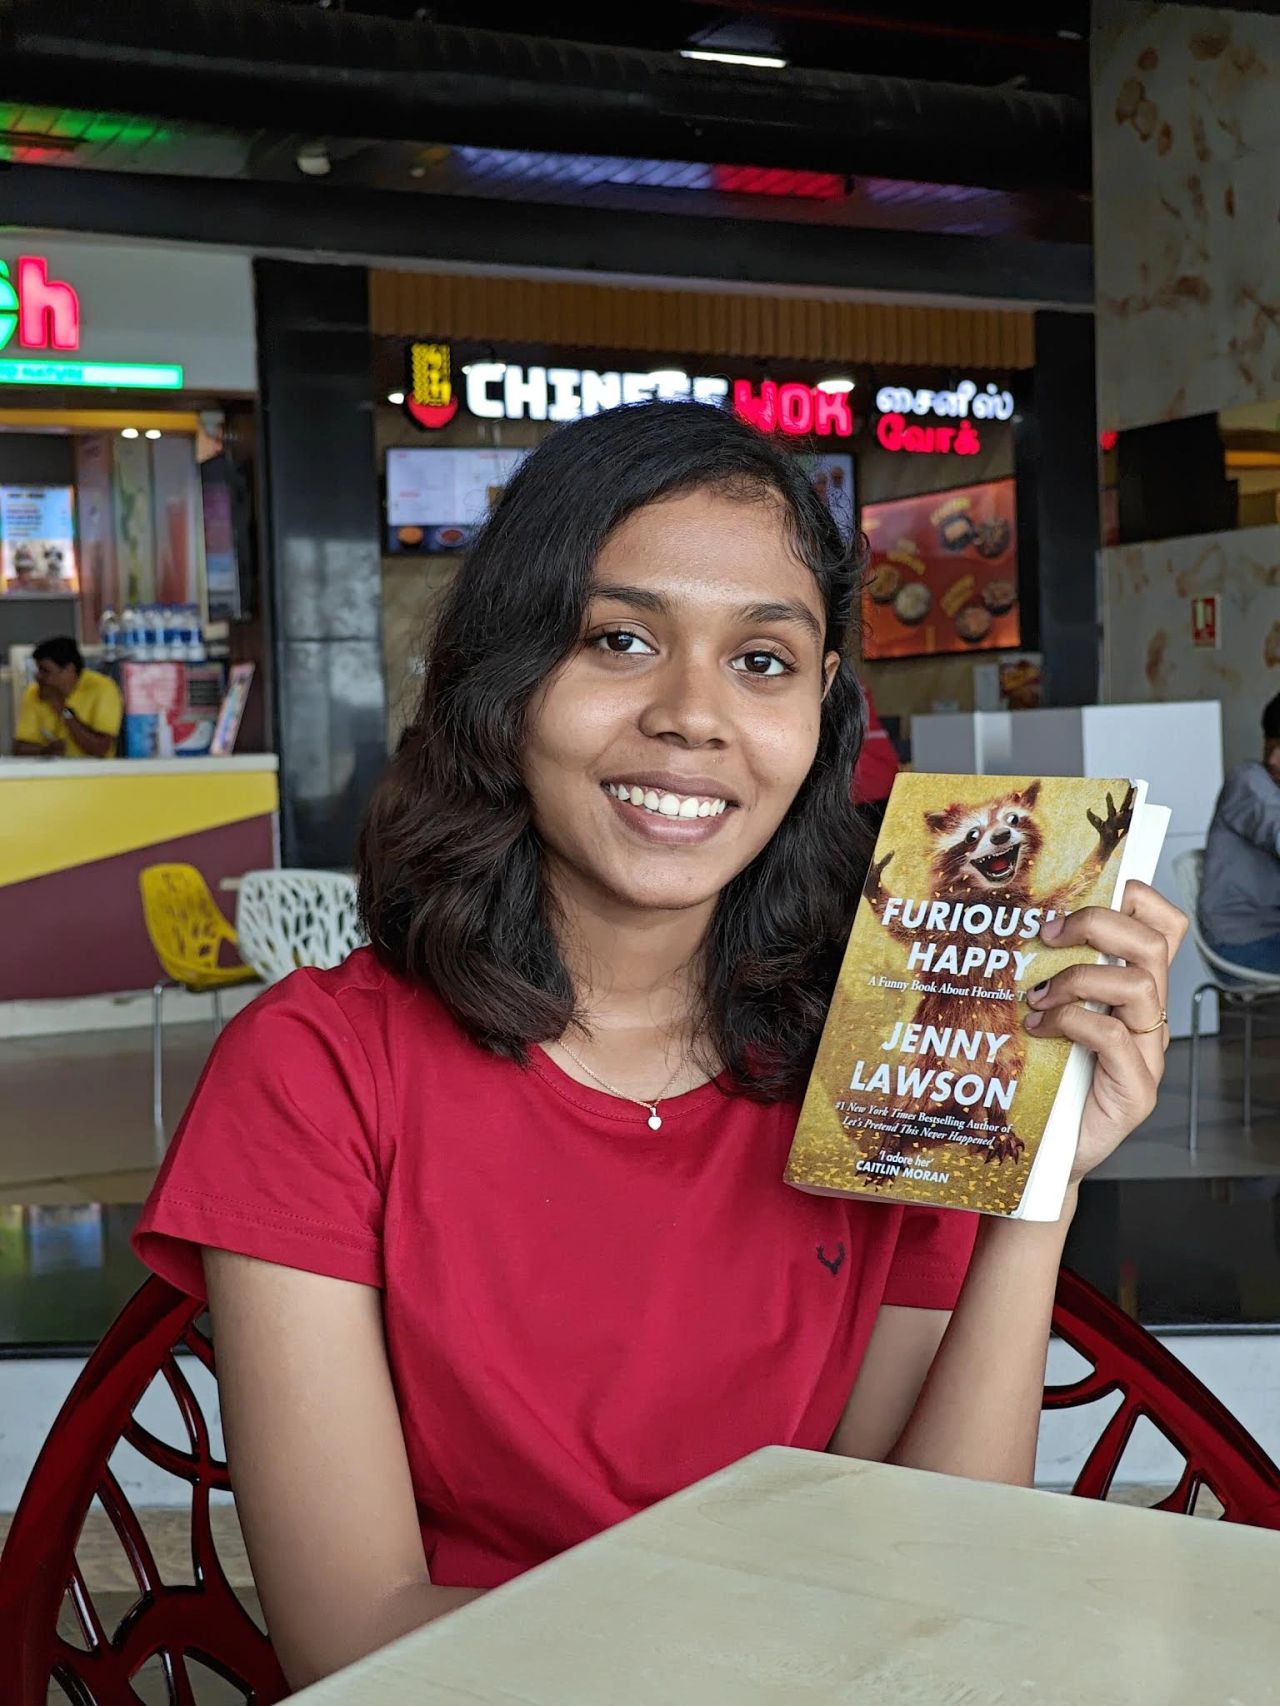 CHINESE WOK
சைனீஸ்
வோக்
FURIOUSL
HAPPY
A Funny Book About Horrible T
JENNY
LAWSON
#1 New York Times Bestselling Author of
Let's Pretend This Never Happened
'I adore her'
CAITLIN MORAN